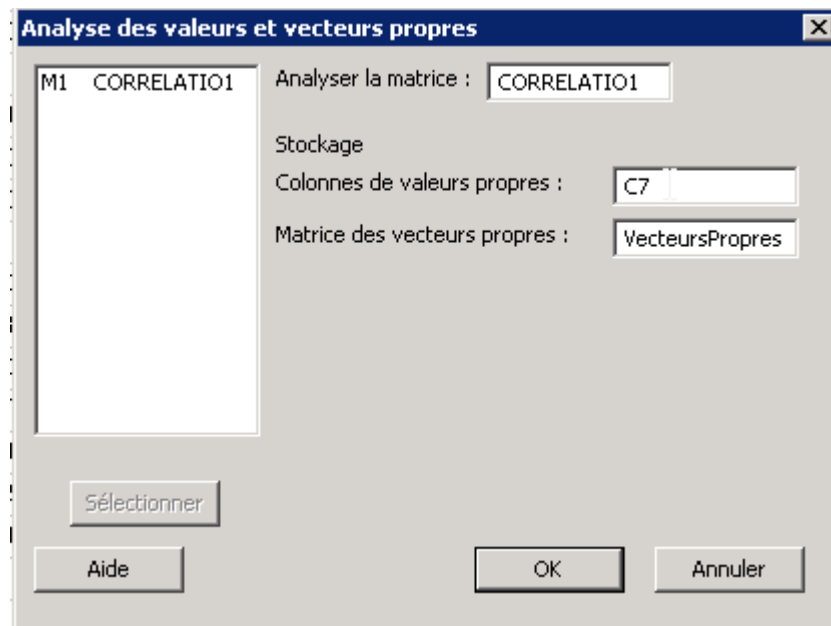 Analyse des valeurs et vecteurs propres
M1 CORRELATIO1
Analyser la matrice : CORRELATIO1
Stockage
Colonnes de valeurs propres : C7
Matrice des vecteurs propres : VecteursPropres
Sélectionner
Aide OK Annuler